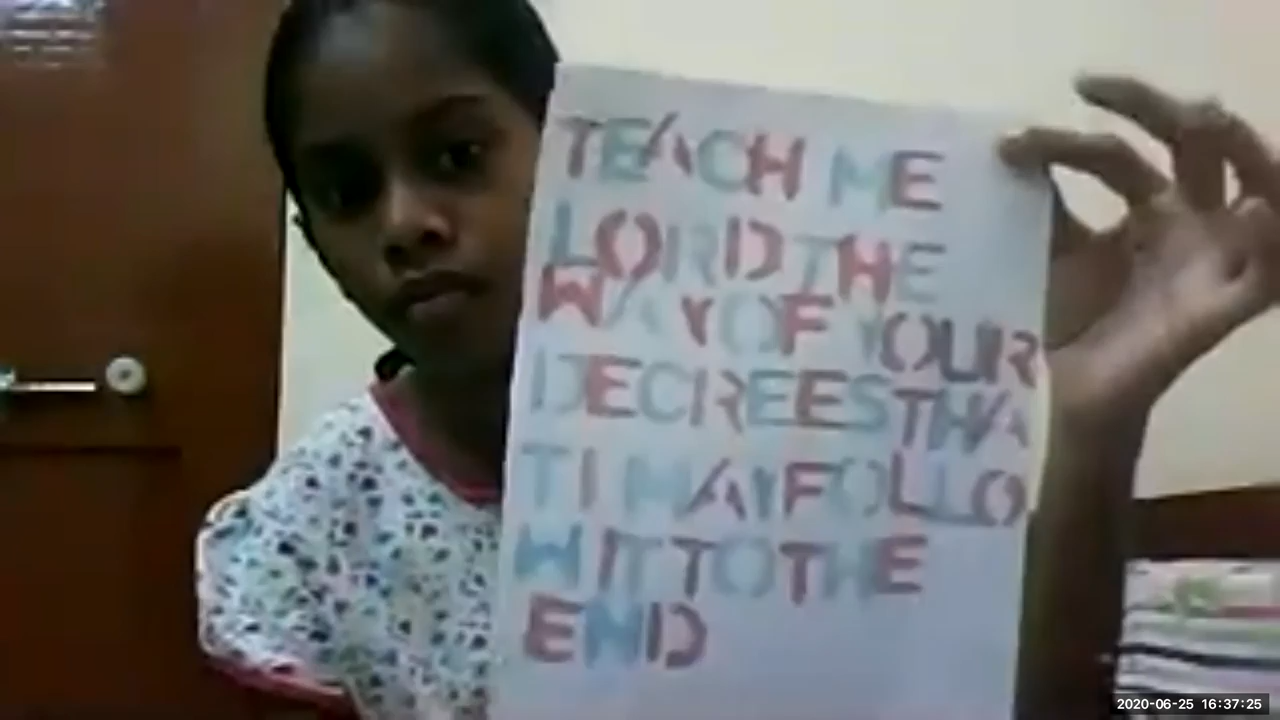 TEACH ME
LORD THE
WAY OF YOUR
DECREES THA
T I MAY FOLLO
W IT TO THE
END
2020-06-25 16:37:25